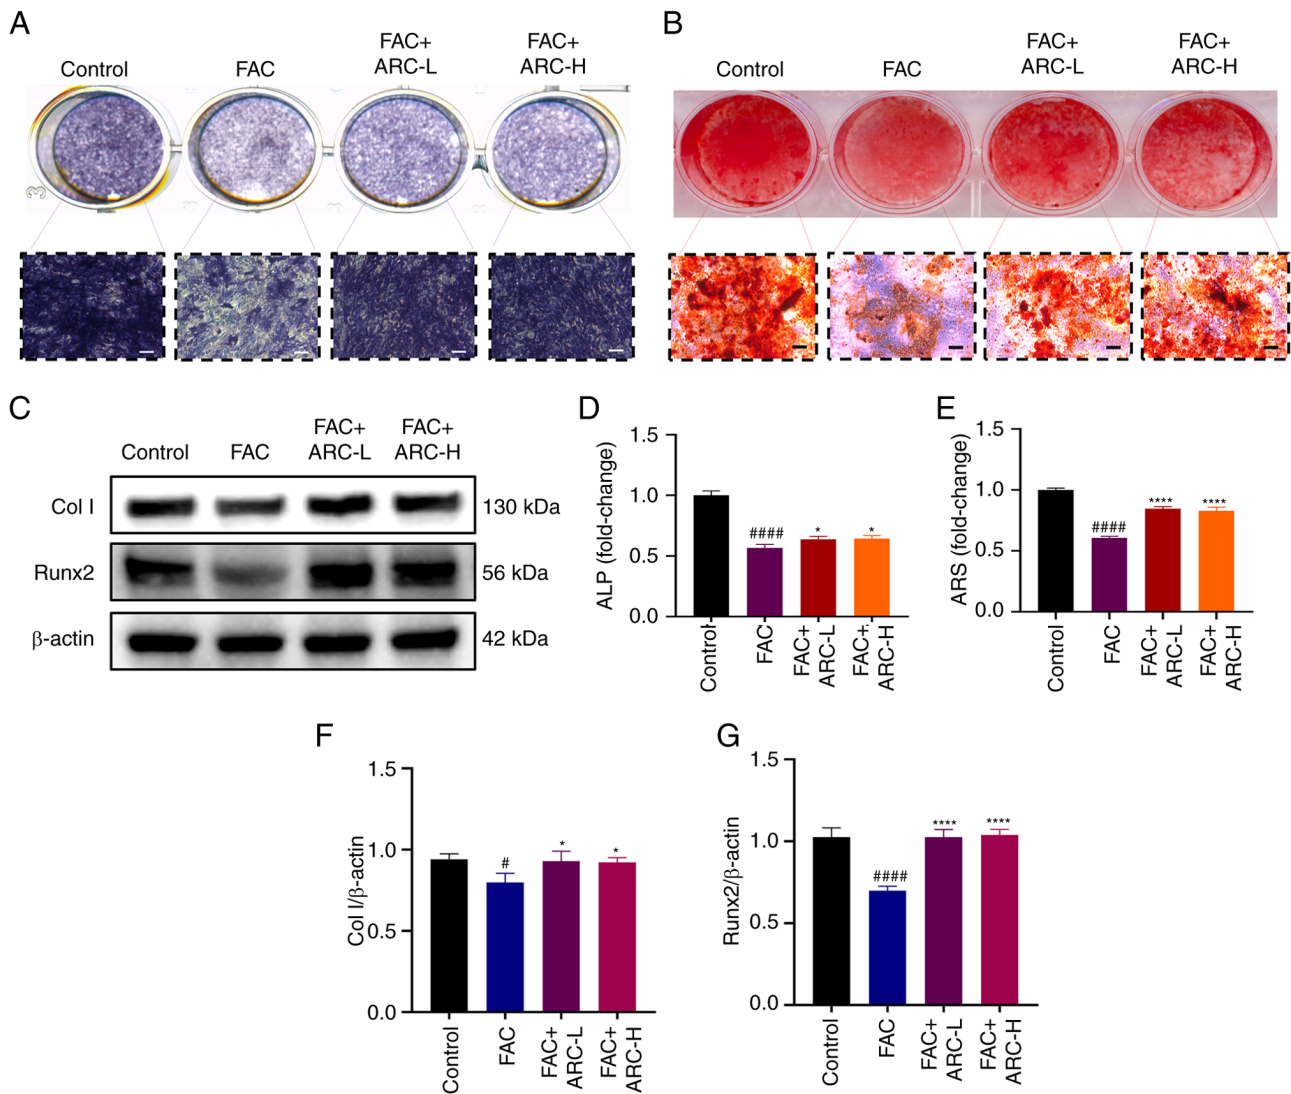 A
Control
FAC
FAC+
ARC-L
FAC+
ARC-H
3
B
Control
FAC
FAC+
ARC-L
FAC+
ARC-H
C
Control
FAC
FAC+
ARC-L
FAC+
ARC-H
Col I
130 kDa
Runx2
56 kDa
β-actin
42 kDa
D
ALP (fold-change)
1.5
1.0
0.5
0.0
####
*
*
Control
FAC
FAC+
ARC-L
FAC+
ARC-H
E
ARS (fold-change)
1.5
1.0
0.5
0.0
####
****
****
Control
FAC
FAC+
ARC-L
FAC+
ARC-H
F
Col I/β-actin
1.5
1.0
0.5
0.0
#
*
*
Control
FAC
FAC+
ARC-L
FAC+
ARC-H
G
Runx2/β-actin
1.5
1.0
0.5
0.0
####
****
****
Control
FAC
FAC+
ARC-L
FAC+
ARC-H